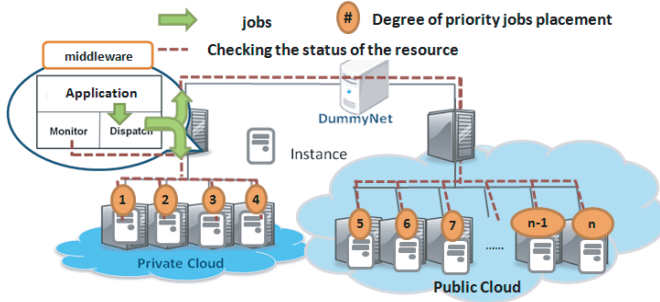 jobs
# Degree of priority jobs placement
Checking the status of the resource
middleware
Application
Monitor Dispatch
DummyNet
Instance
1 2 3 4
5 6 7 ...... n-1 n
Private Cloud
Public Cloud